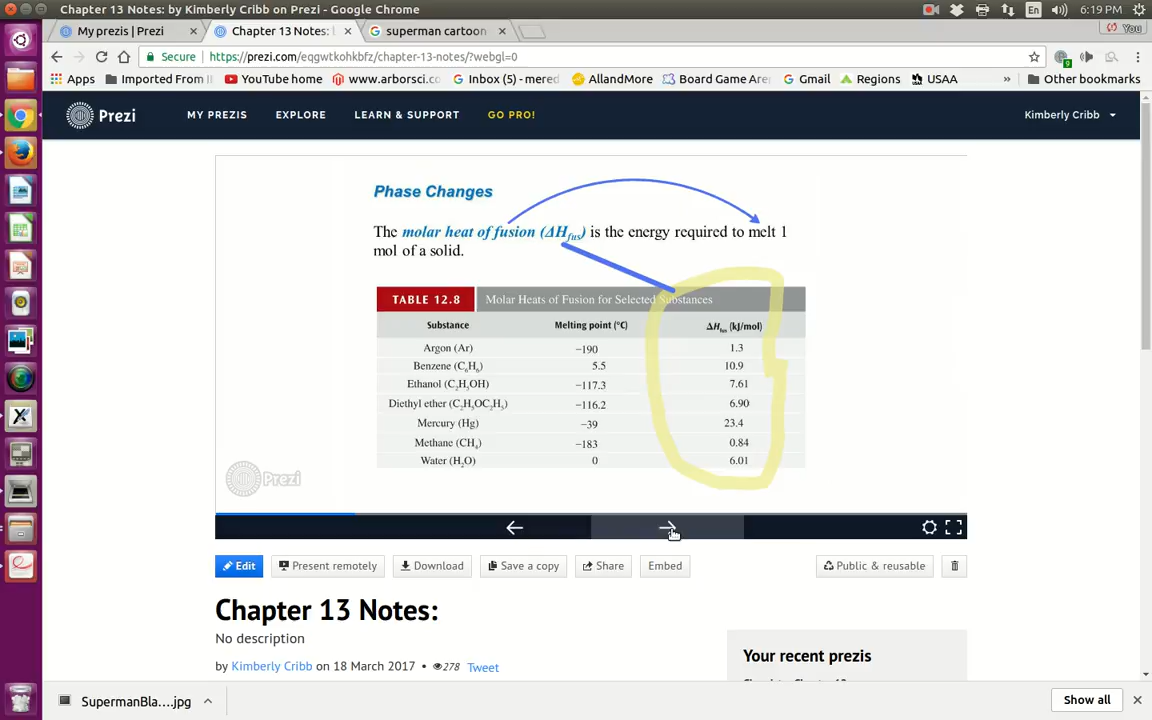 Chapter 13 Notes: by Kimberly Cribb on Prezi - Google Chrome
En
6:19 PM
My prezis | Prezi
Chapter 13 Notes:
superman cartoon
You
Secure
https://prezi.com/eqgwtkohkbfz/chapter-13-notes/?webgl=0
9
Apps
Imported From I
YouTube home
www.arborsci.co
Inbox (5) - mered
AllandMore
Board Game Aren
Gmail
Regions
USAA
»
Other bookmarks
Prezi
MY PREZIS
EXPLORE
LEARN & SUPPORT
GO PRO!
Kimberly Cribb
Phase Changes
The molar heat of fusion (ΔHfus) is the energy required to melt 1
mol of a solid.
TABLE 12.8 Molar Heats of Fusion for Selected Substances
Substance Melting point (°C) ΔHfus (kJ/mol)
Argon (Ar) −190 1.3
Benzene (C6H6) 5.5 10.9
Ethanol (C2H5OH) −117.3 7.61
Diethyl ether (C2H5OC2H5) −116.2 6.90
Mercury (Hg) −39 23.4
Methane (CH4) −183 0.84
Water (H2O) 0 6.01
Prezi
Edit
Present remotely
Download
Save a copy
Share
Embed
Public & reusable
Chapter 13 Notes:
No description
by Kimberly Cribb on 18 March 2017 • 278 Tweet
Your recent prezis
SupermanBla....jpg
Show all